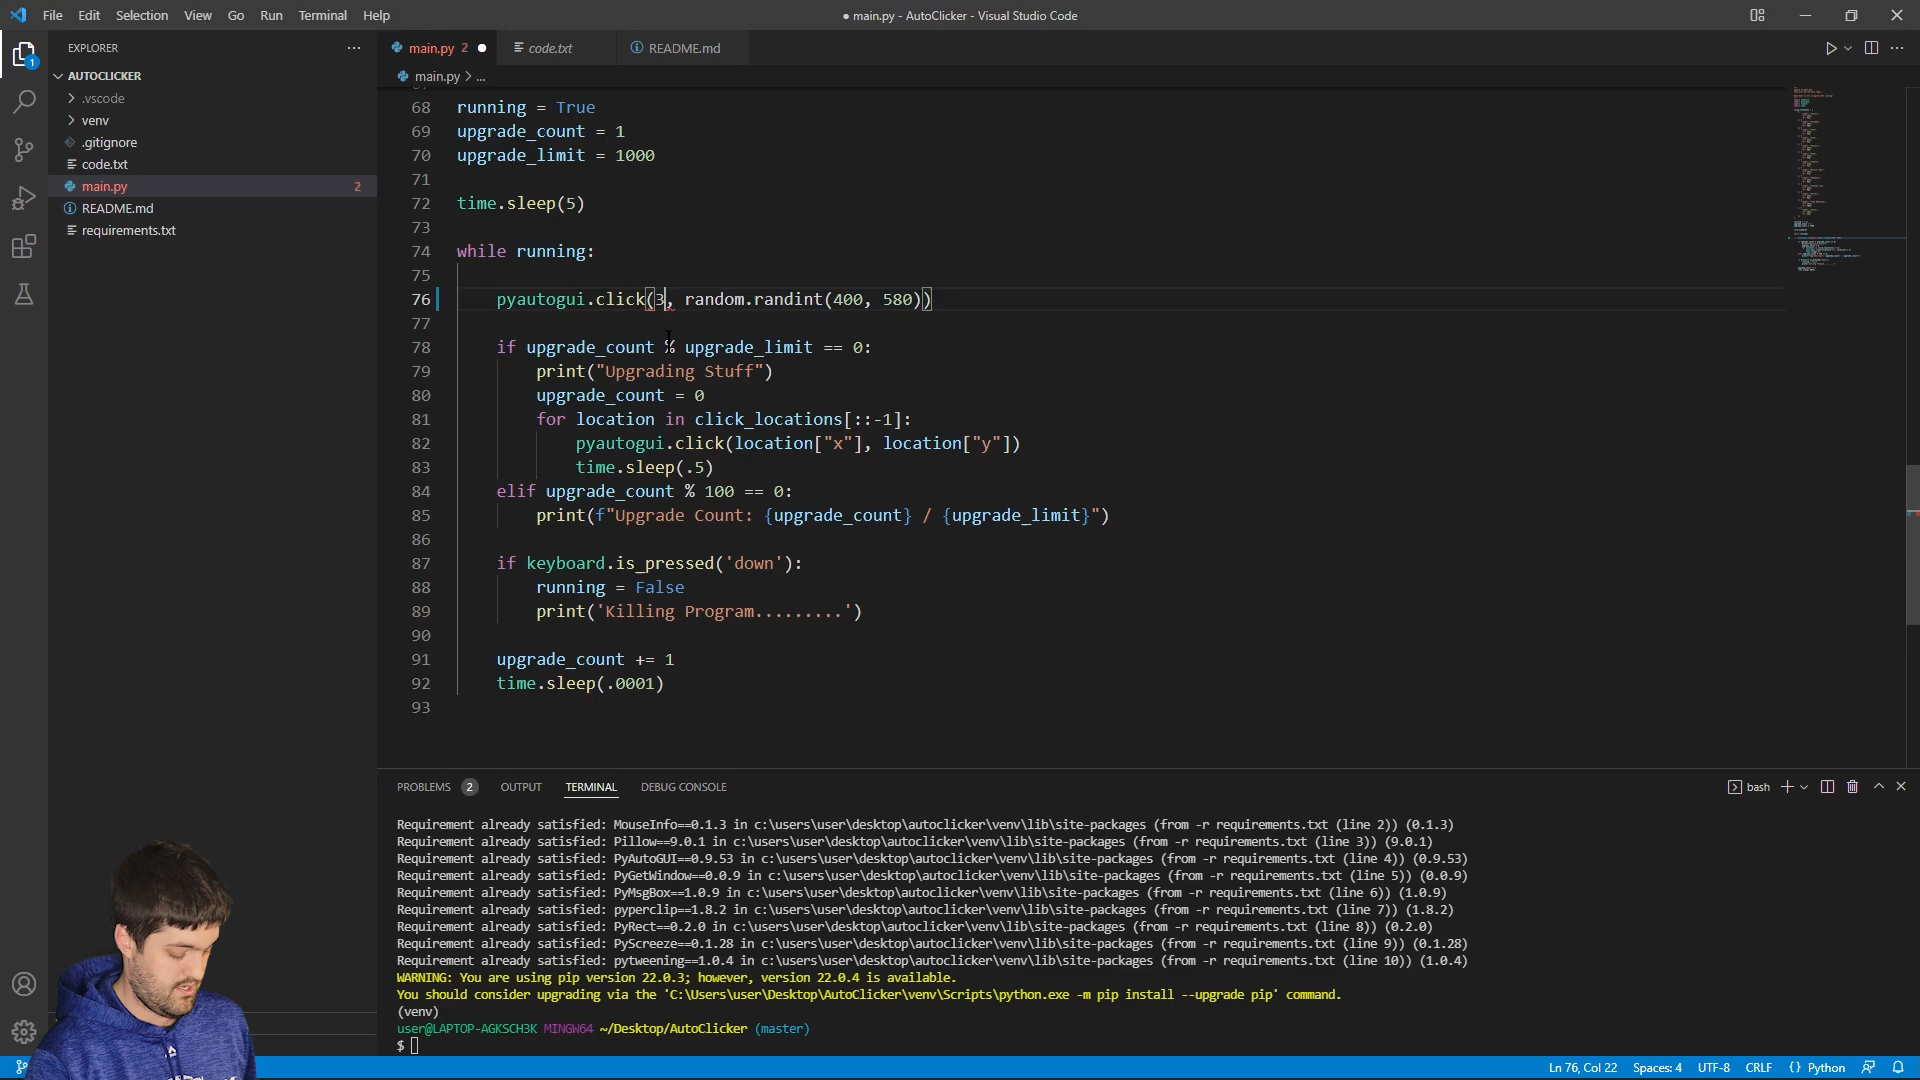 File Edit Selection View Go Run Terminal Help
● main.py - AutoClicker - Visual Studio Code
EXPLORER
AUTOCLICKER
.vscode
venv
.gitignore
code.txt
main.py 2
README.md
requirements.txt
1
main.py 2
code.txt
README.md
main.py > ...
68 running = True
69 upgrade_count = 1
70 upgrade_limit = 1000
71
72 time.sleep(5)
73
74 while running:
75
76 pyautogui.click(3, random.randint(400, 580))
77
78 if upgrade_count % upgrade_limit == 0:
79 print("Upgrading Stuff")
80 upgrade_count = 0
81 for location in click_locations[::-1]:
82 pyautogui.click(location["x"], location["y"])
83 time.sleep(.5)
84 elif upgrade_count % 100 == 0:
85 print(f"Upgrade Count: {upgrade_count} / {upgrade_limit}")
86
87 if keyboard.is_pressed('down'):
88 running = False
89 print('Killing Program.........')
90
91 upgrade_count += 1
92 time.sleep(.0001)
93
PROBLEMS 2 OUTPUT TERMINAL DEBUG CONSOLE
bash
Requirement already satisfied: MouseInfo==0.1.3 in c:\users\user\desktop\autoclicker\venv\lib\site-packages (from -r requirements.txt (line 2)) (0.1.3)
Requirement already satisfied: Pillow==9.0.1 in c:\users\user\desktop\autoclicker\venv\lib\site-packages (from -r requirements.txt (line 3)) (9.0.1)
Requirement already satisfied: PyAutoGUI==0.9.53 in c:\users\user\desktop\autoclicker\venv\lib\site-packages (from -r requirements.txt (line 4)) (0.9.53)
Requirement already satisfied: PyGetWindow==0.0.9 in c:\users\user\desktop\autoclicker\venv\lib\site-packages (from -r requirements.txt (line 5)) (0.0.9)
Requirement already satisfied: PyMsgBox==1.0.9 in c:\users\user\desktop\autoclicker\venv\lib\site-packages (from -r requirements.txt (line 6)) (1.0.9)
Requirement already satisfied: pyperclip==1.8.2 in c:\users\user\desktop\autoclicker\venv\lib\site-packages (from -r requirements.txt (line 7)) (1.8.2)
Requirement already satisfied: PyRect==0.2.0 in c:\users\user\desktop\autoclicker\venv\lib\site-packages (from -r requirements.txt (line 8)) (0.2.0)
Requirement already satisfied: PyScreeze==0.1.28 in c:\users\user\desktop\autoclicker\venv\lib\site-packages (from -r requirements.txt (line 9)) (0.1.28)
Requirement already satisfied: pytweening==1.0.4 in c:\users\user\desktop\autoclicker\venv\lib\site-packages (from -r requirements.txt (line 10)) (1.0.4)
WARNING: You are using pip version 22.0.3; however, version 22.0.4 is available.
You should consider upgrading via the 'C:\Users\user\Desktop\AutoClicker\venv\Scripts\python.exe -m pip install --upgrade pip' command.
(venv)
user@LAPTOP-AGKSCH3K MINGW64 ~/Desktop/AutoClicker (master)
$
Ln 76, Col 22 Spaces: 4 UTF-8 CRLF {} Python